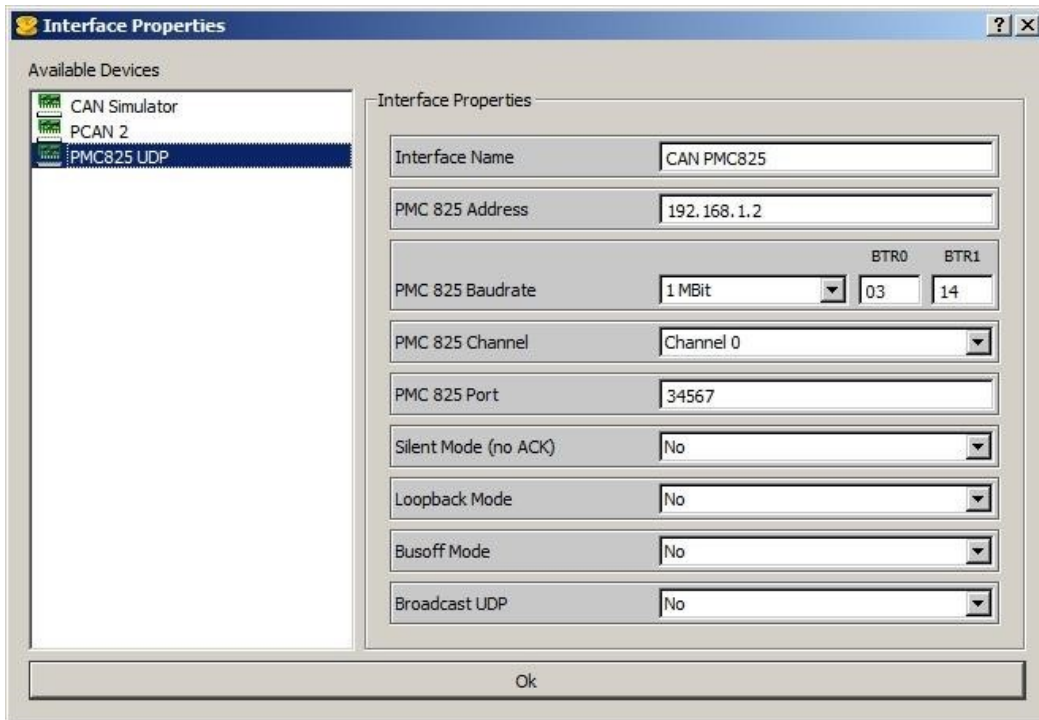 Interface Properties
Available Devices
CAN Simulator
PCAN 2
PMC825 UDP
Interface Properties
Interface Name CAN PMC825
PMC 825 Address 192.168.1.2
BTR0 BTR1
PMC 825 Baudrate 1 MBit 03 14
PMC 825 Channel Channel 0
PMC 825 Port 34567
Silent Mode (no ACK) No
Loopback Mode No
Busoff Mode No
Broadcast UDP No
Ok